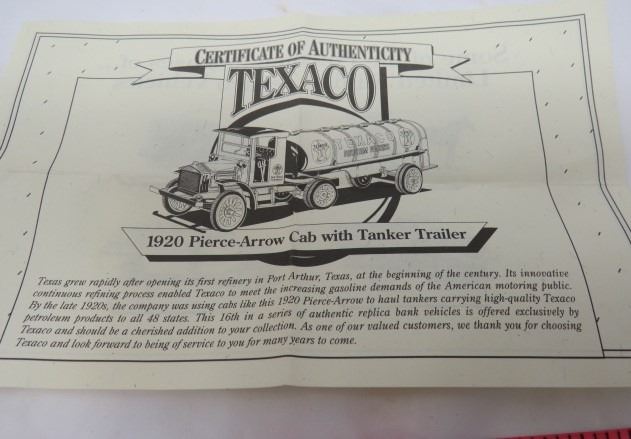 CERTIFICATE OF AUTHENTICITY
TEXACO
TEXACO
1920 Pierce-Arrow Cab with Tanker Trailer
Texas grew rapidly after opening its first refinery in Port Arthur, Texas, at the beginning of the century. Its innovative
continuous refining process enabled Texaco to meet the increasing gasoline demands of the American motoring public.
By the late 1920s, the company was using cabs like this 1920 Pierce-Arrow to haul tankers carrying high-quality Texaco
petroleum products to all 48 states. This 16th in a series of authentic replica bank vehicles is offered exclusively by
Texaco and should be a cherished addition to your collection. As one of our valued customers, we thank you for choosing
Texaco and look forward to being of service to you for many years to come.